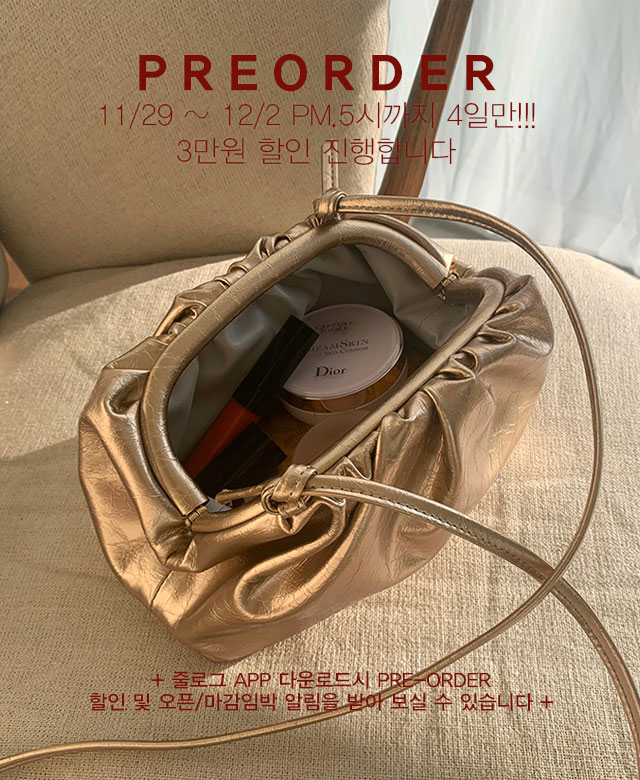 PREORDER
11/29 ~ 12/2 PM.5시까지 4일만!!!
3만원 할인 진행합니다
CAPTURE
DREAMSKIN
Dior
+ 줄로그 APP 다운로드시 PRE-ORDER
할인 및 오픈/마감임박 알림을 받아 보실 수 있습니다 +